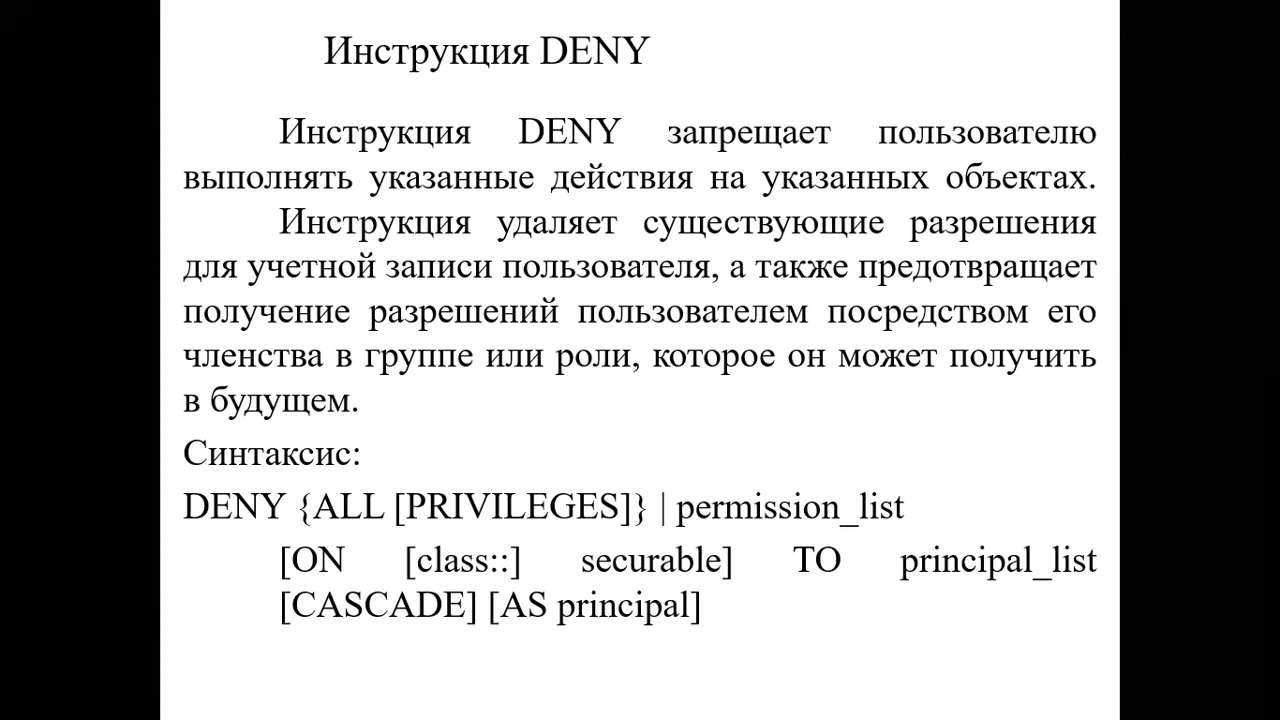 Инструкция DENY
Инструкция DENY запрещает пользователю
выполнять указанные действия на указанных объектах.
Инструкция удаляет существующие разрешения
для учетной записи пользователя, а также предотвращает
получение разрешений пользователем посредством его
членства в группе или роли, которое он может получить
в будущем.
Синтаксис:
DENY {ALL [PRIVILEGES]} | permission_list
[ON [class::] securable] TO principal_list
[CASCADE] [AS principal]